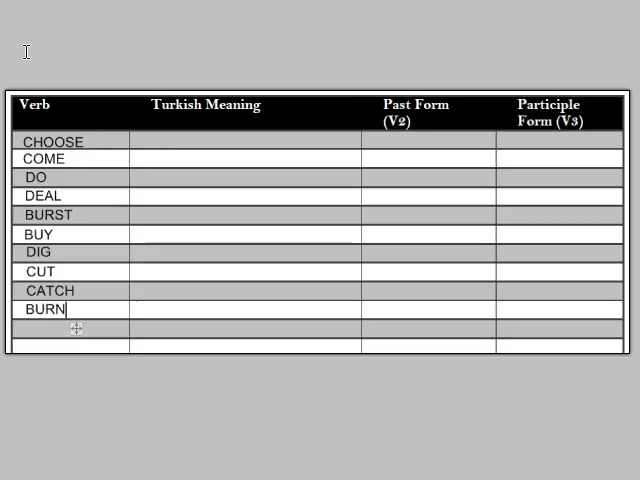 Verb Turkish Meaning Past Form (V2) Participle Form (V3)
CHOOSE
COME
DO
DEAL
BURST
BUY
DIG
CUT
CATCH
BURN